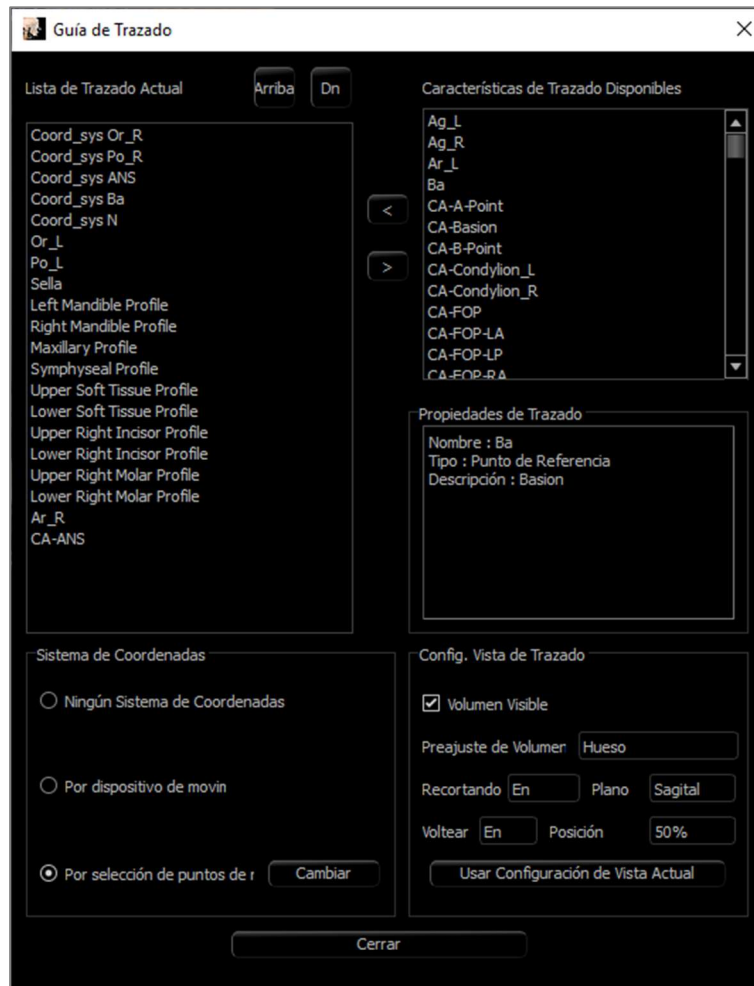 Guía de Trazado
Lista de Trazado Actual
Arriba
Dn
Coord_sys Or_R
Coord_sys Po_R
Coord_sys ANS
Coord_sys Ba
Coord_sys N
Or_L
Po_L
Sella
Left Mandible Profile
Right Mandible Profile
Maxillary Profile
Symphyseal Profile
Upper Soft Tissue Profile
Lower Soft Tissue Profile
Upper Right Incisor Profile
Lower Right Incisor Profile
Upper Right Molar Profile
Lower Right Molar Profile
Ar_R
CA-ANS
<
>
Características de Trazado Disponibles
Ag_L
Ag_R
Ar_L
Ba
CA-A-Point
CA-Basion
CA-B-Point
CA-Condylion_L
CA-Condylion_R
CA-FOP
CA-FOP-LA
CA-FOP-LP
CA-FOP-RA
Propiedades de Trazado
Nombre : Ba
Tipo : Punto de Referencia
Descripción : Basion
Sistema de Coordenadas
Ningún Sistema de Coordenadas
Por dispositivo de movin
Por selección de puntos de r
Cambiar
Config. Vista de Trazado
Volumen Visible
Preajuste de Volumen Hueso
Recortando En Plano Sagital
Voltear En Posición 50%
Usar Configuración de Vista Actual
Cerrar